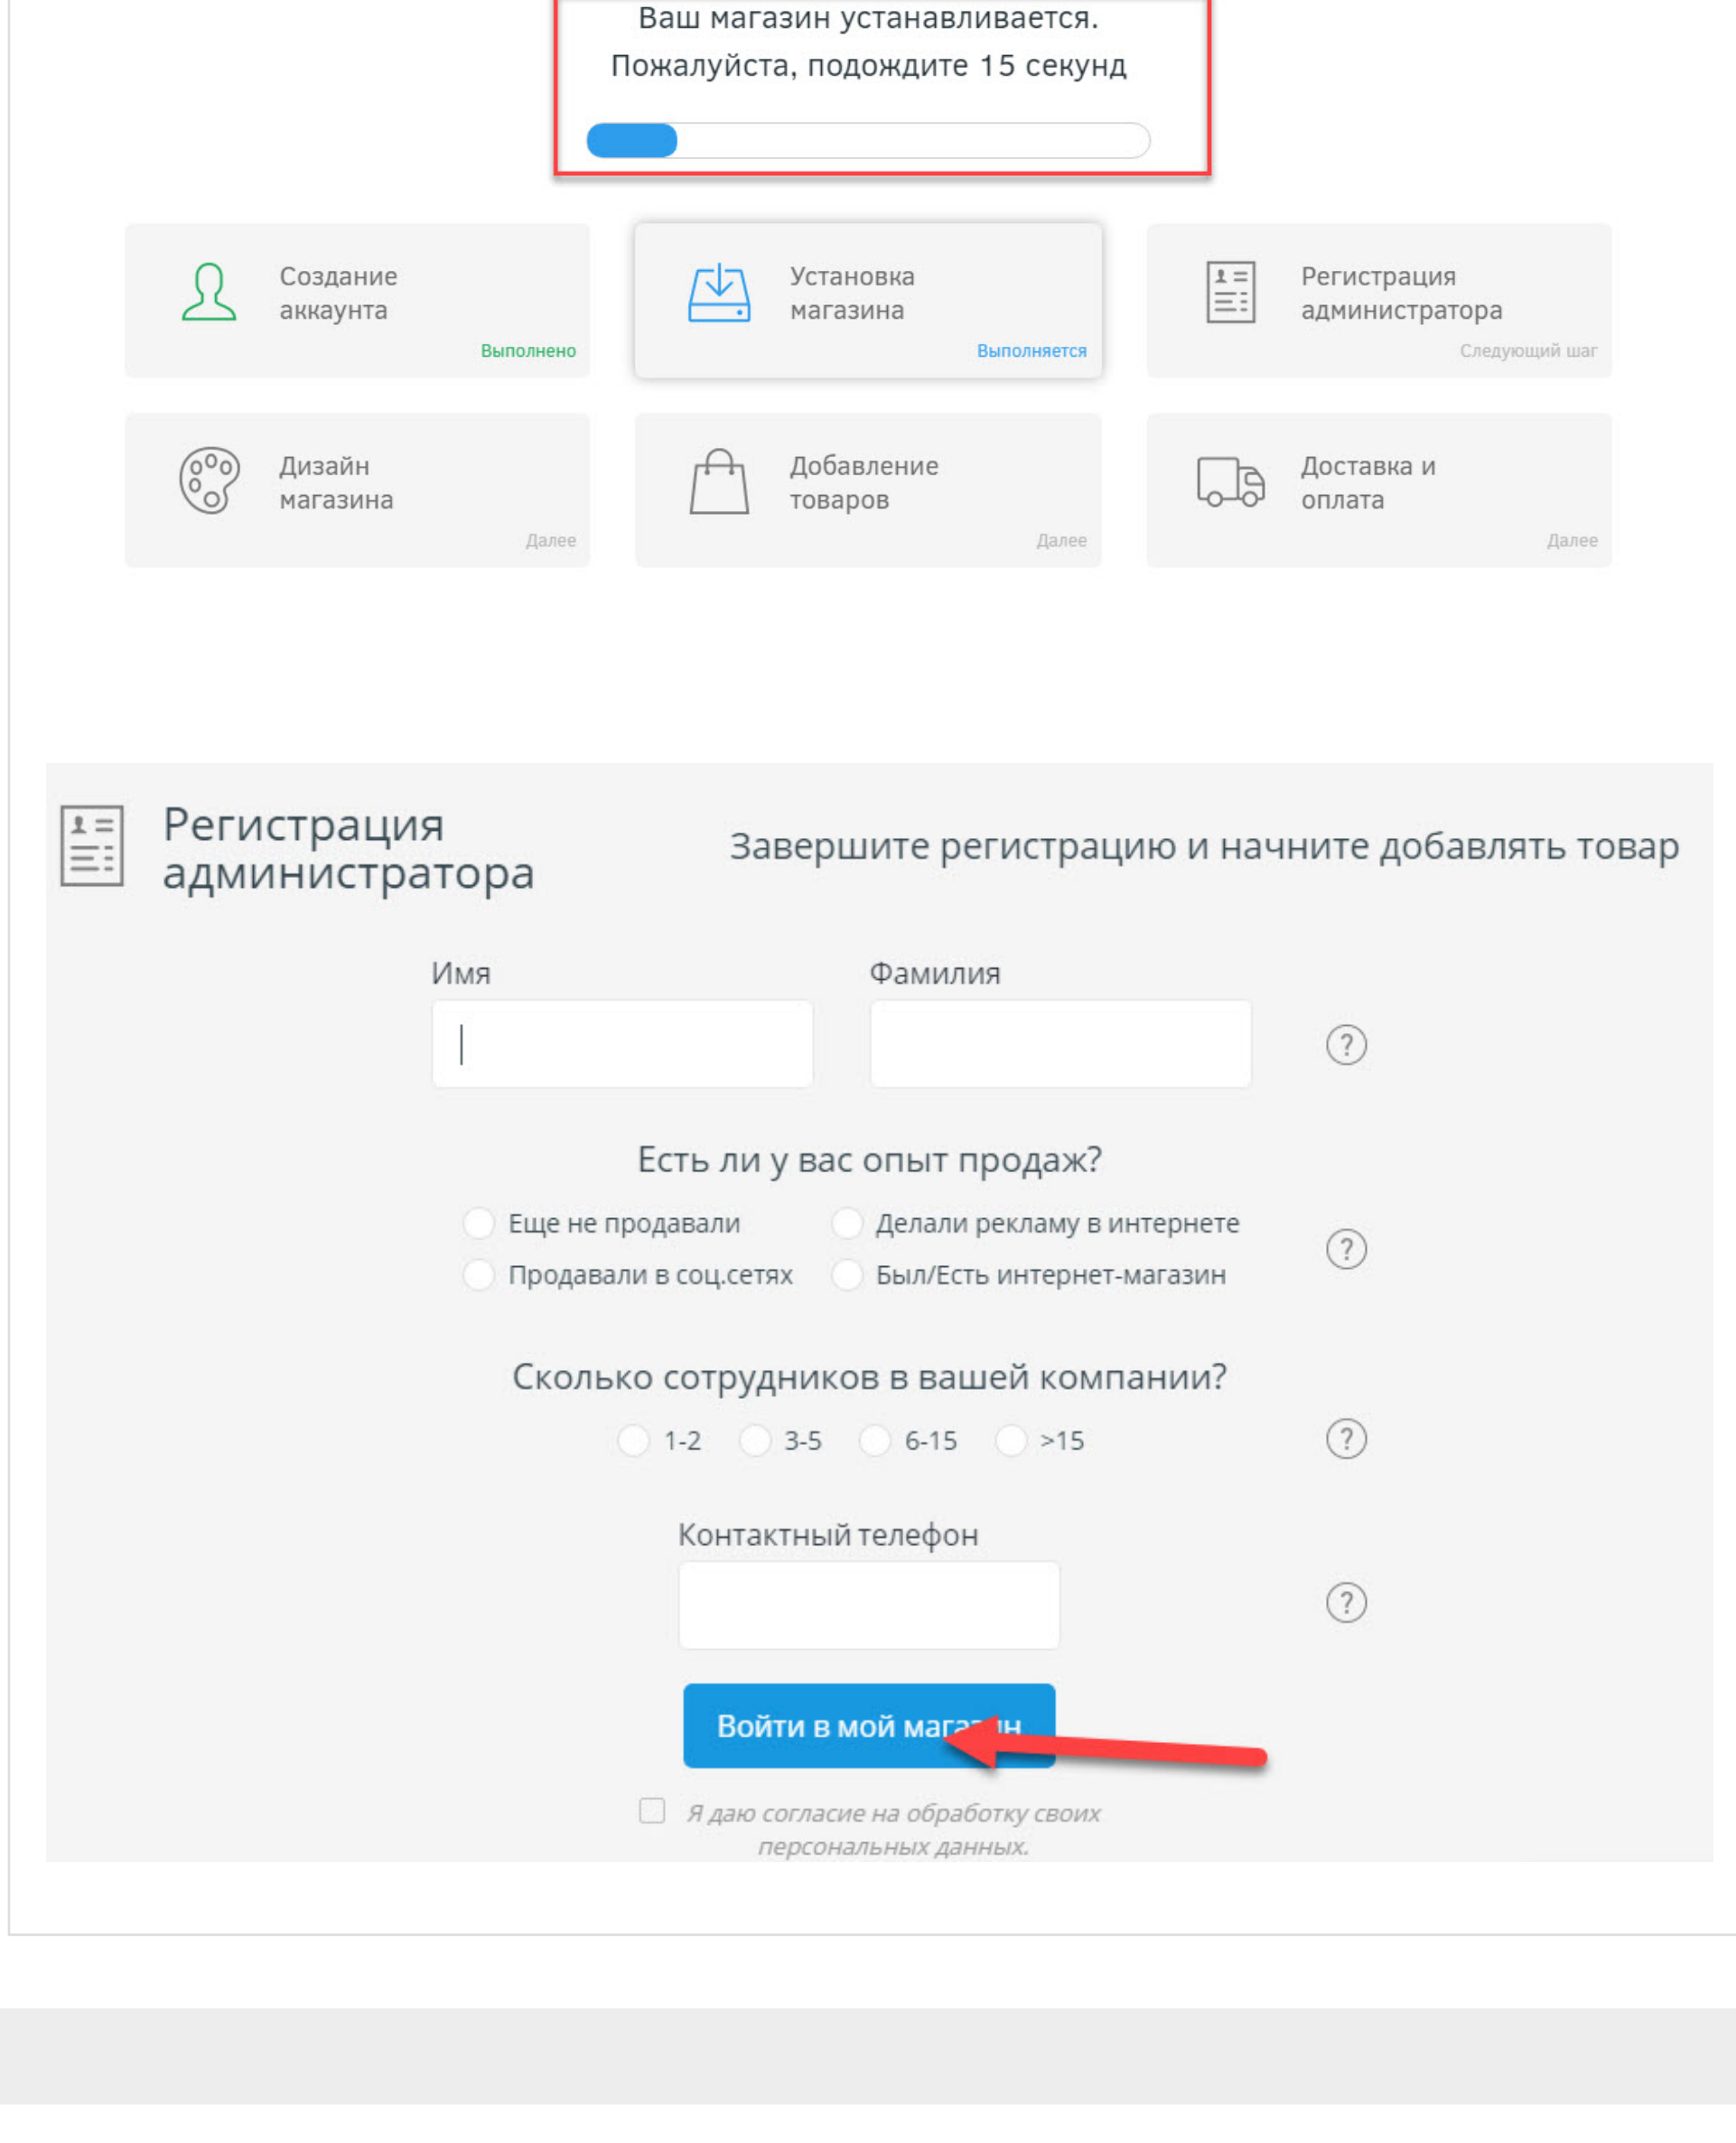 Ваш магазин устанавливается.
Пожалуйста, подождите 15 секунд
Создание
аккаунта
Выполнено
Установка
магазина
Выполняется
Регистрация
администратора
Следующий шаг
Дизайн
магазина
Далее
Добавление
товаров
Далее
Доставка и
оплата
Далее
Регистрация
администратора
Завершите регистрацию и начните добавлять товар
Имя
Фамилия
?
Есть ли у вас опыт продаж?
Еще не продавали
Делали рекламу в интернете
Продавали в соц.сетях
Был/Есть интернет-магазин
?
Сколько сотрудников в вашей компании?
1-2
3-5
6-15
>15
?
Контактный телефон
?
Войти в мой магазин
Я даю согласие на обработку своих
персональных данных.